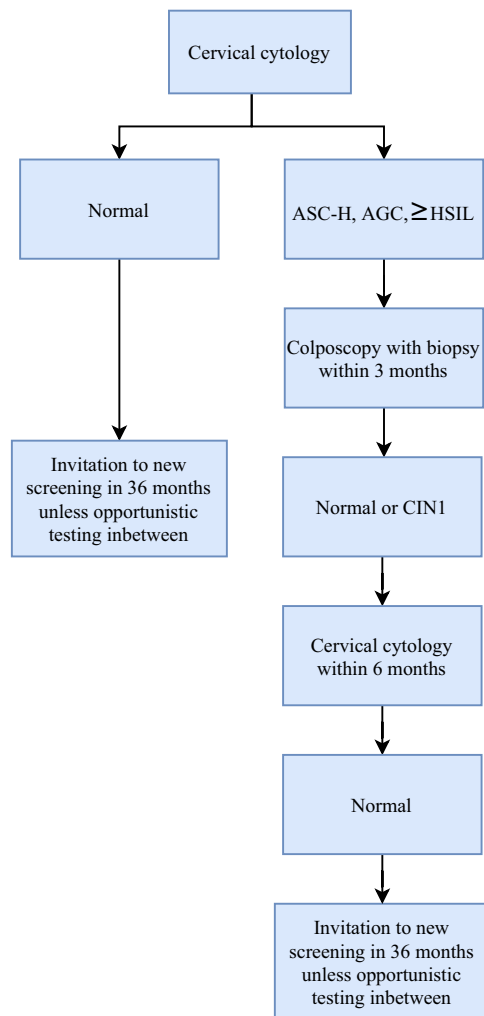 Cervical cytology
Normal
ASC-H, AGC, ≥HSIL
Colposcopy with biopsy
within 3 months
Invitation to new
screening in 36 months
unless opportunistic
testing inbetween
Normal or CIN1
Cervical cytology
within 6 months
Normal
Invitation to new
screening in 36 months
unless opportunistic
testing inbetween